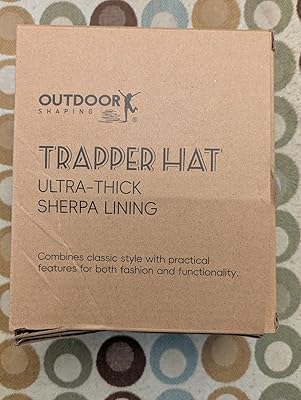 OUTDOOR
SHAPING ®
TRAPPER HAT
ULTRA-THICK
SHERPA LINING
Combines classic style with practical
features for both fashion and functionality.